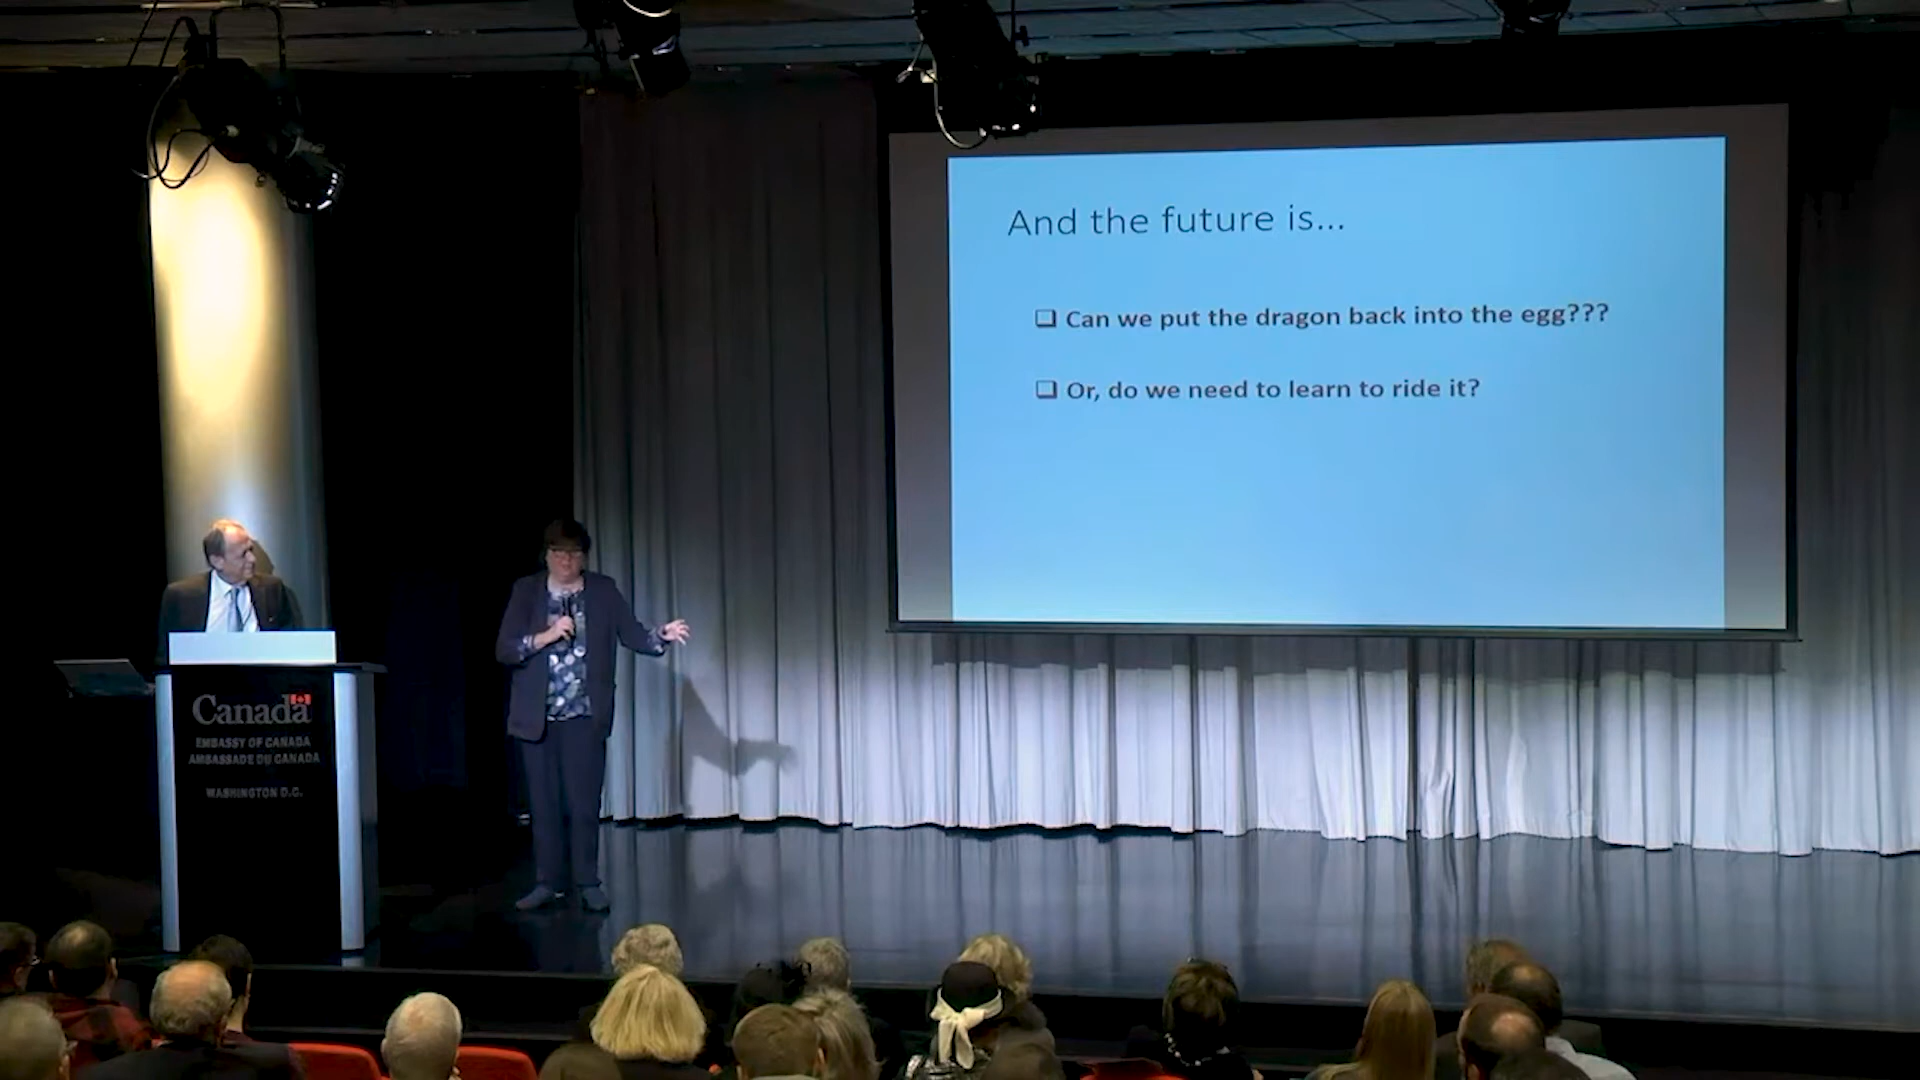 And the future is...
❑ Can we put the dragon back into the egg???
❑ Or, do we need to learn to ride it?
Canada
EMBASSY OF CANADA
AMBASSADE DU CANADA
WASHINGTON D.C.